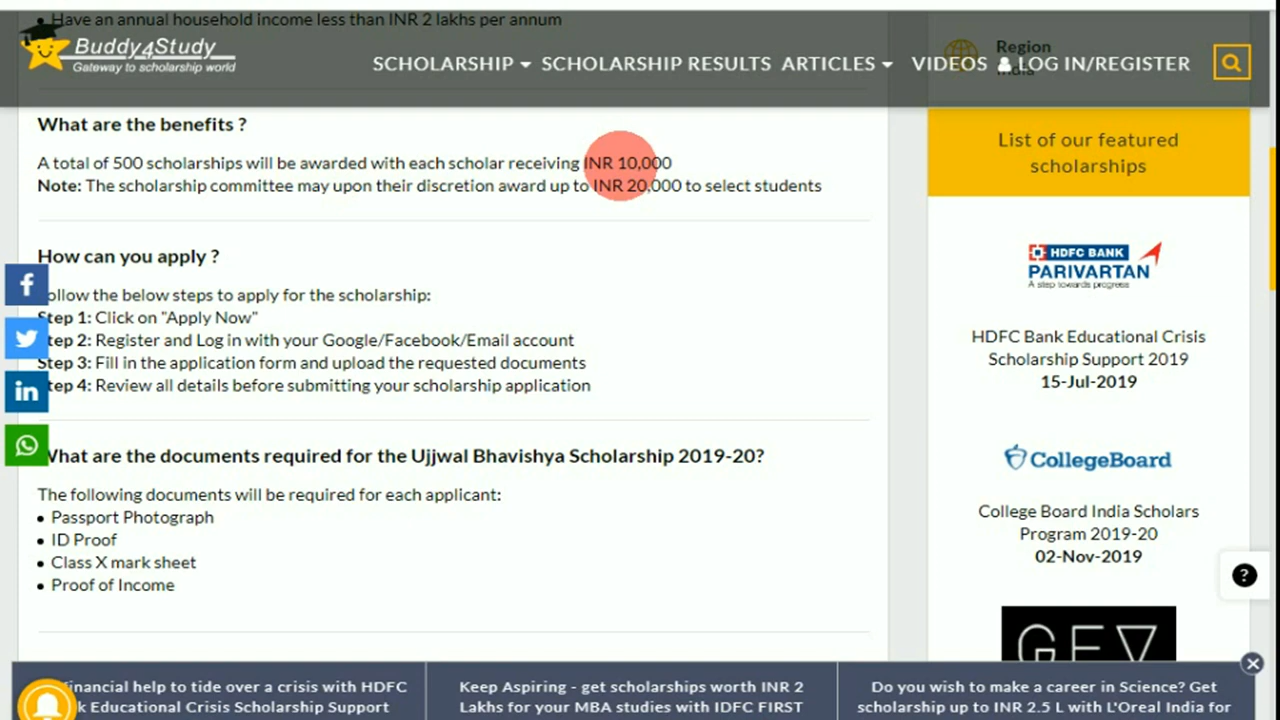 • Have an annual household income less than INR 2 lakhs per annum
Buddy4Study
Gateway to scholarship world
SCHOLARSHIP
SCHOLARSHIP RESULTS
ARTICLES
VIDEOS
LOG IN/REGISTER
Region
India
What are the benefits ?
A total of 500 scholarships will be awarded with each scholar receiving INR 10,000
Note: The scholarship committee may upon their discretion award up to INR 20,000 to select students
How can you apply ?
ollow the below steps to apply for the scholarship:
Step 1: Click on "Apply Now"
tep 2: Register and Log in with your Google/Facebook/Email account
Step 3: Fill in the application form and upload the requested documents
tep 4: Review all details before submitting your scholarship application
What are the documents required for the Ujjwal Bhavishya Scholarship 2019-20?
The following documents will be required for each applicant:
• Passport Photograph
• ID Proof
• Class X mark sheet
• Proof of Income
List of our featured
scholarships
HDFC BANK
PARIVARTAN
A step towards progress
HDFC Bank Educational Crisis
Scholarship Support 2019
15-Jul-2019
CollegeBoard
College Board India Scholars
Program 2019-20
02-Nov-2019
?
GEV
inancial help to tide over a crisis with HDFC
k Educational Crisis Scholarship Support
Keep Aspiring - get scholarships worth INR 2
Lakhs for your MBA studies with IDFC FIRST
Do you wish to make a career in Science? Get
scholarship up to INR 2.5 L with L'Oreal India for